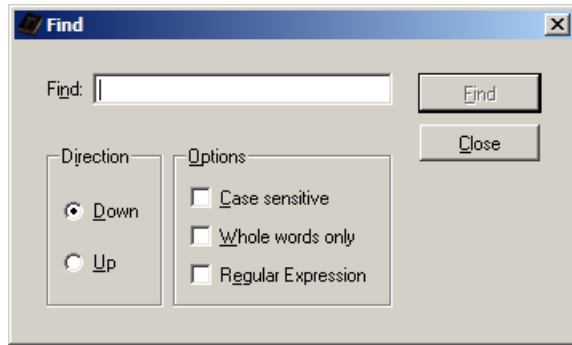 Find
Find:
Find
Close
Direction
Down
Up
Options
Case sensitive
Whole words only
Regular Expression